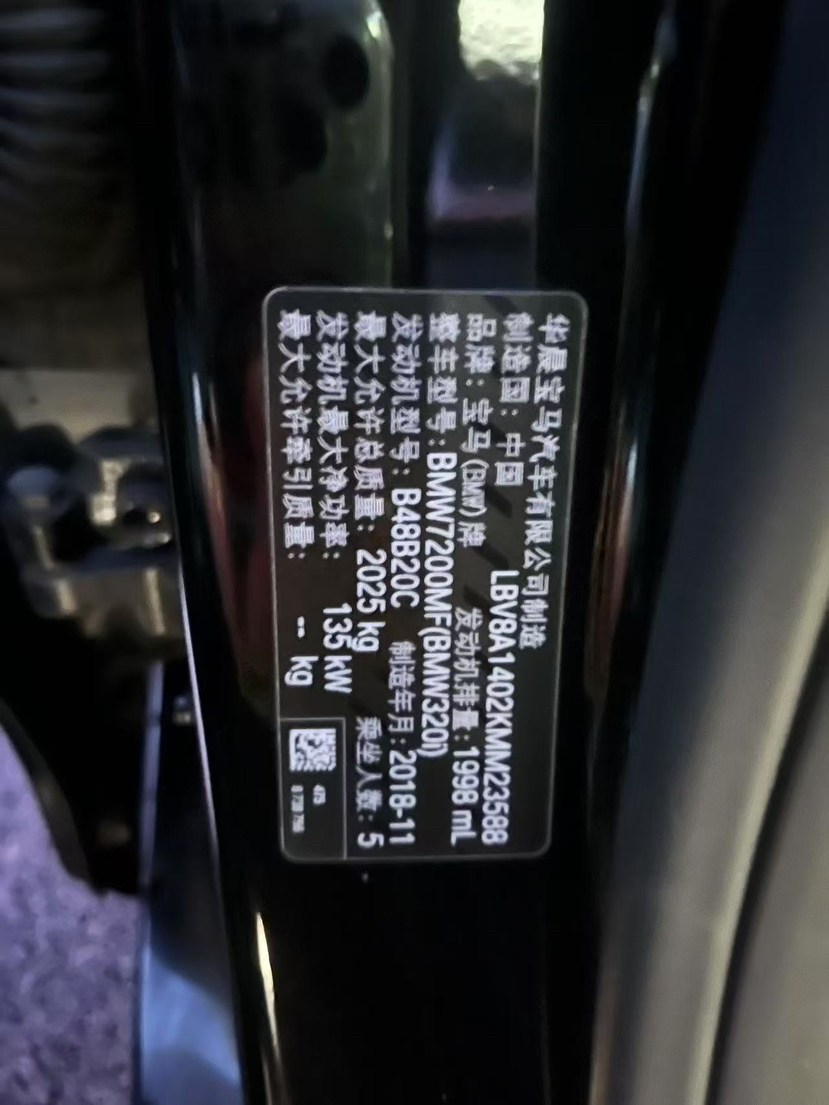 华晨宝马汽车有限公司制造
制造国：中国 LBV8A1402KMM23588
品牌：宝马(BMW)牌 发动机排量：1998 mL
整车型号：BMW7200MF(BMW320i)
发动机型号：B48B20C 制造年月：2018-11
最大允许总质量：2025 kg 乘坐人数：5
发动机最大净功率：135 kW
最大允许牵引质量：-- kg
475